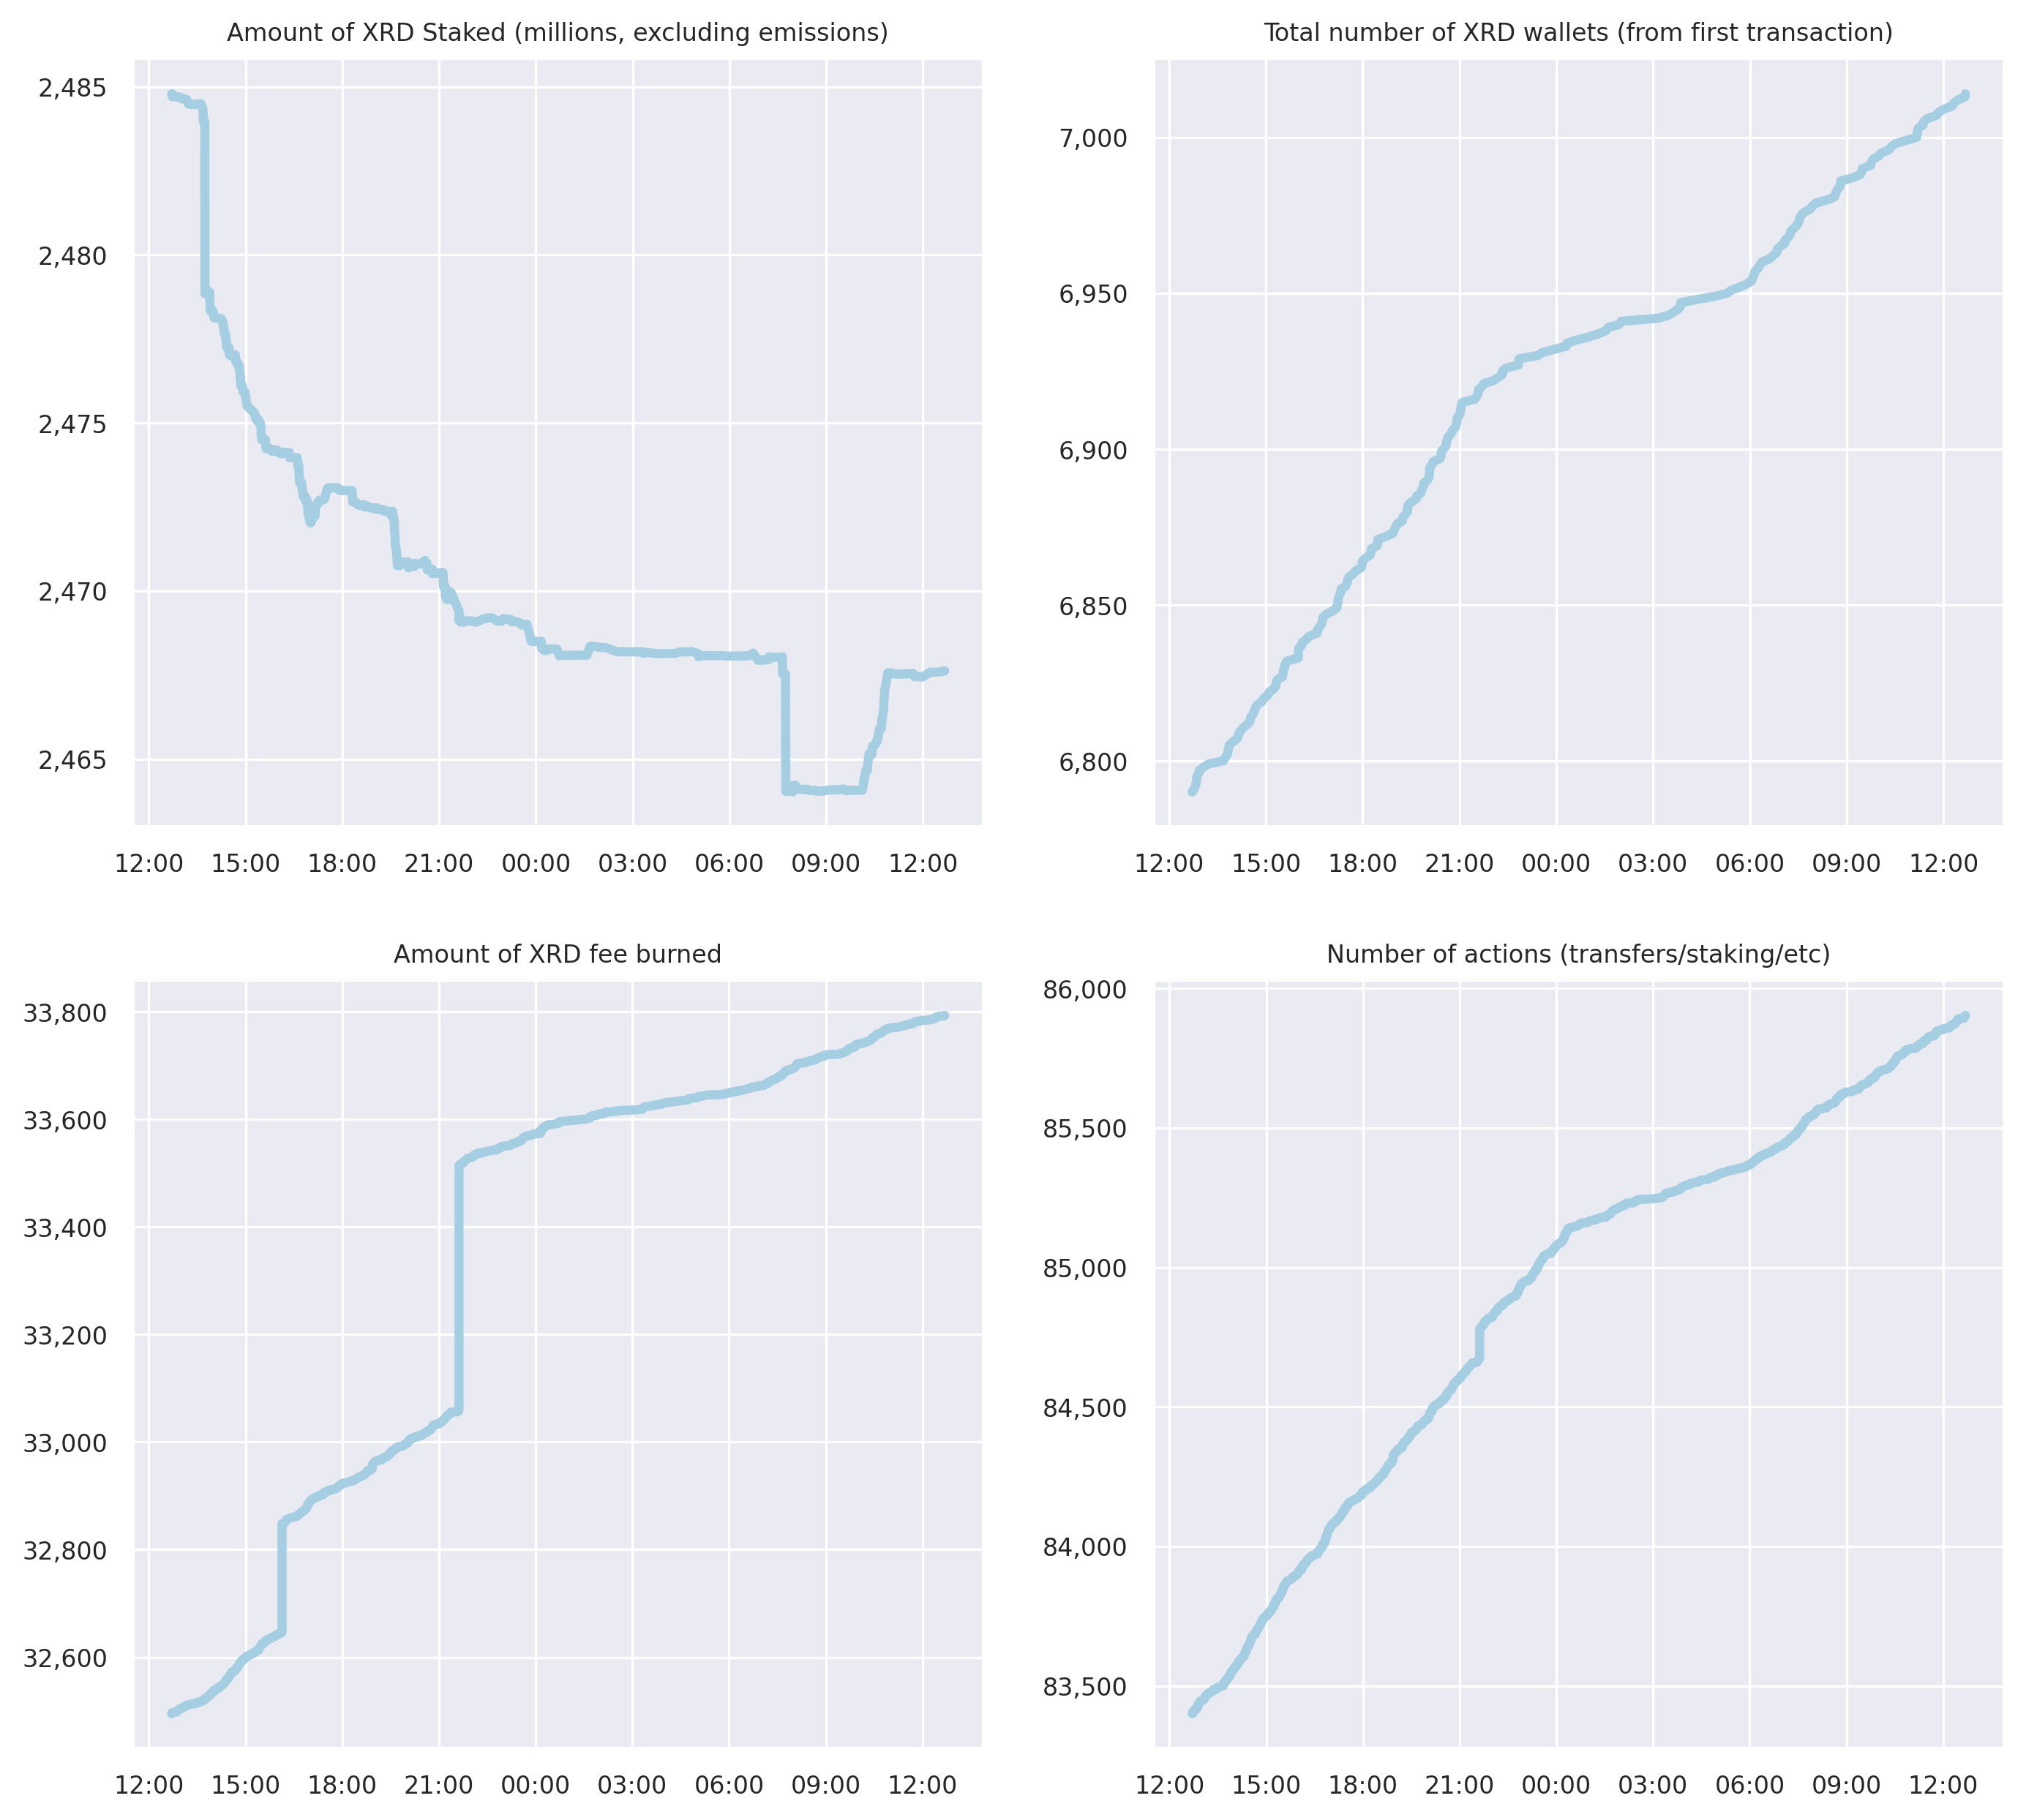 Amount of XRD Staked (millions, excluding emissions)
2,485
2,480
2,475
2,470
2,465
12:00 15:00 18:00 21:00 00:00 03:00 06:00 09:00 12:00
Total number of XRD wallets (from first transaction)
7,000
6,950
6,900
6,850
6,800
12:00 15:00 18:00 21:00 00:00 03:00 06:00 09:00 12:00
Amount of XRD fee burned
33,800
33,600
33,400
33,200
33,000
32,800
32,600
12:00 15:00 18:00 21:00 00:00 03:00 06:00 09:00 12:00
Number of actions (transfers/staking/etc)
86,000
85,500
85,000
84,500
84,000
83,500
12:00 15:00 18:00 21:00 00:00 03:00 06:00 09:00 12:00